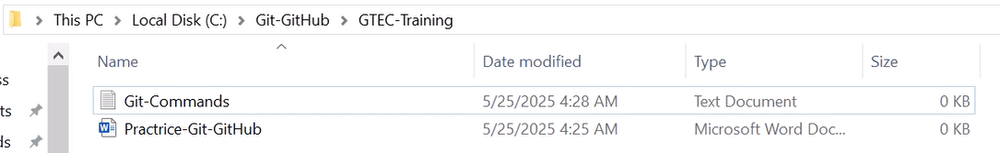 This PC > Local Disk (C:) > Git-GitHub > GTEC-Training
Name Date modified Type Size
ss
Git-Commands 5/25/2025 4:28 AM Text Document 0 KB
ts
Practrice-Git-GitHub 5/25/2025 4:25 AM Microsoft Word Doc... 0 KB
ds